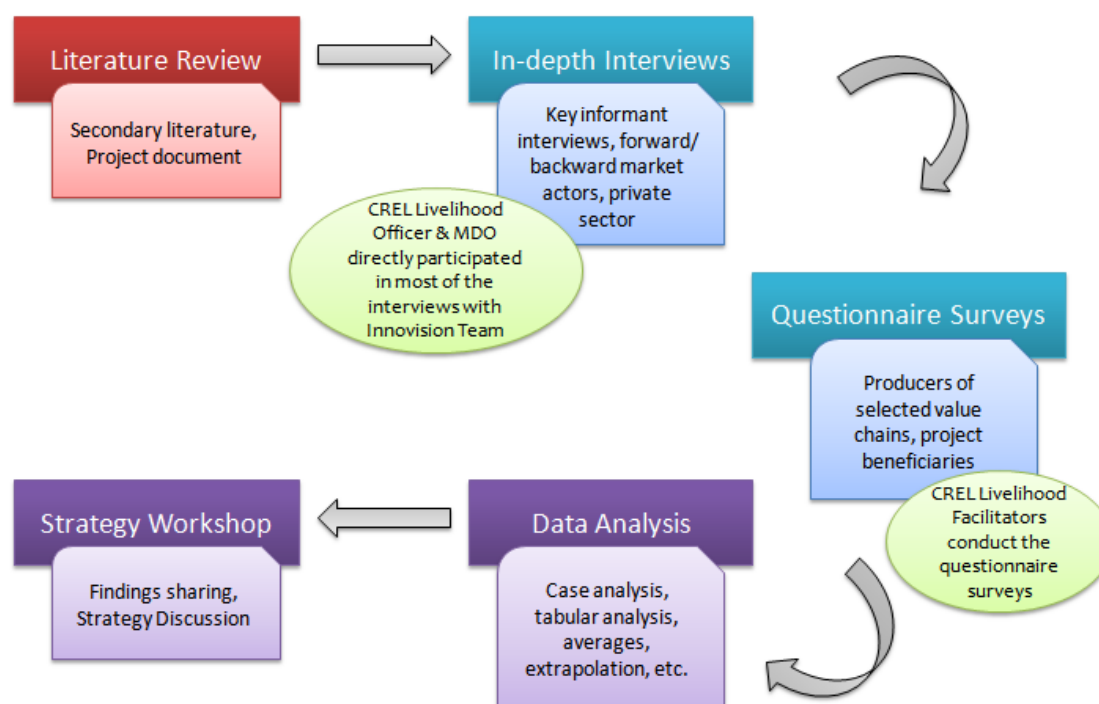 Literature Review
Secondary literature,
Project document
In-depth Interviews
Key informant
interviews, forward/
backward market
actors, private
sector
CREL Livelihood
Officer & MDO
directly participated
in most of the
interviews with
Innovision Team
Questionnaire Surveys
Producers of
selected value
chains, project
beneficiaries
CREL Livelihood
Facilitators
conduct the
questionnaire
surveys
Data Analysis
Case analysis,
tabular analysis,
averages,
extrapolation, etc.
Strategy Workshop
Findings sharing,
Strategy Discussion